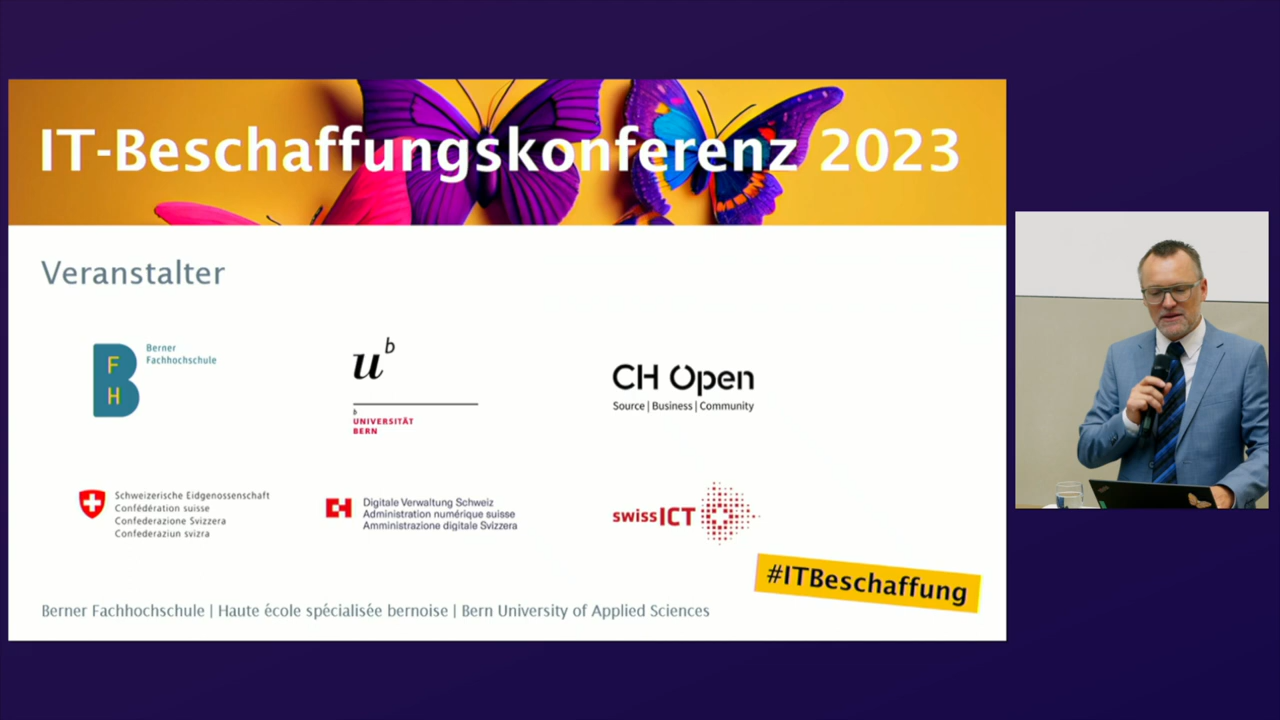 IT-Beschaffungskonferenz 2023
Veranstalter
B
F
H
Berner
Fachhochschule
u b
b
UNIVERSITÄT
BERN
CH Open
Source | Business | Community
Schweizerische Eidgenossenschaft
Confédération suisse
Confederazione Svizzera
Confederaziun svizra
Digitale Verwaltung Schweiz
Administration numérique suisse
Amministrazione digitale Svizzera
swissICT
#ITBeschaffung
Berner Fachhochschule | Haute école spécialisée bernoise | Bern University of Applied Sciences